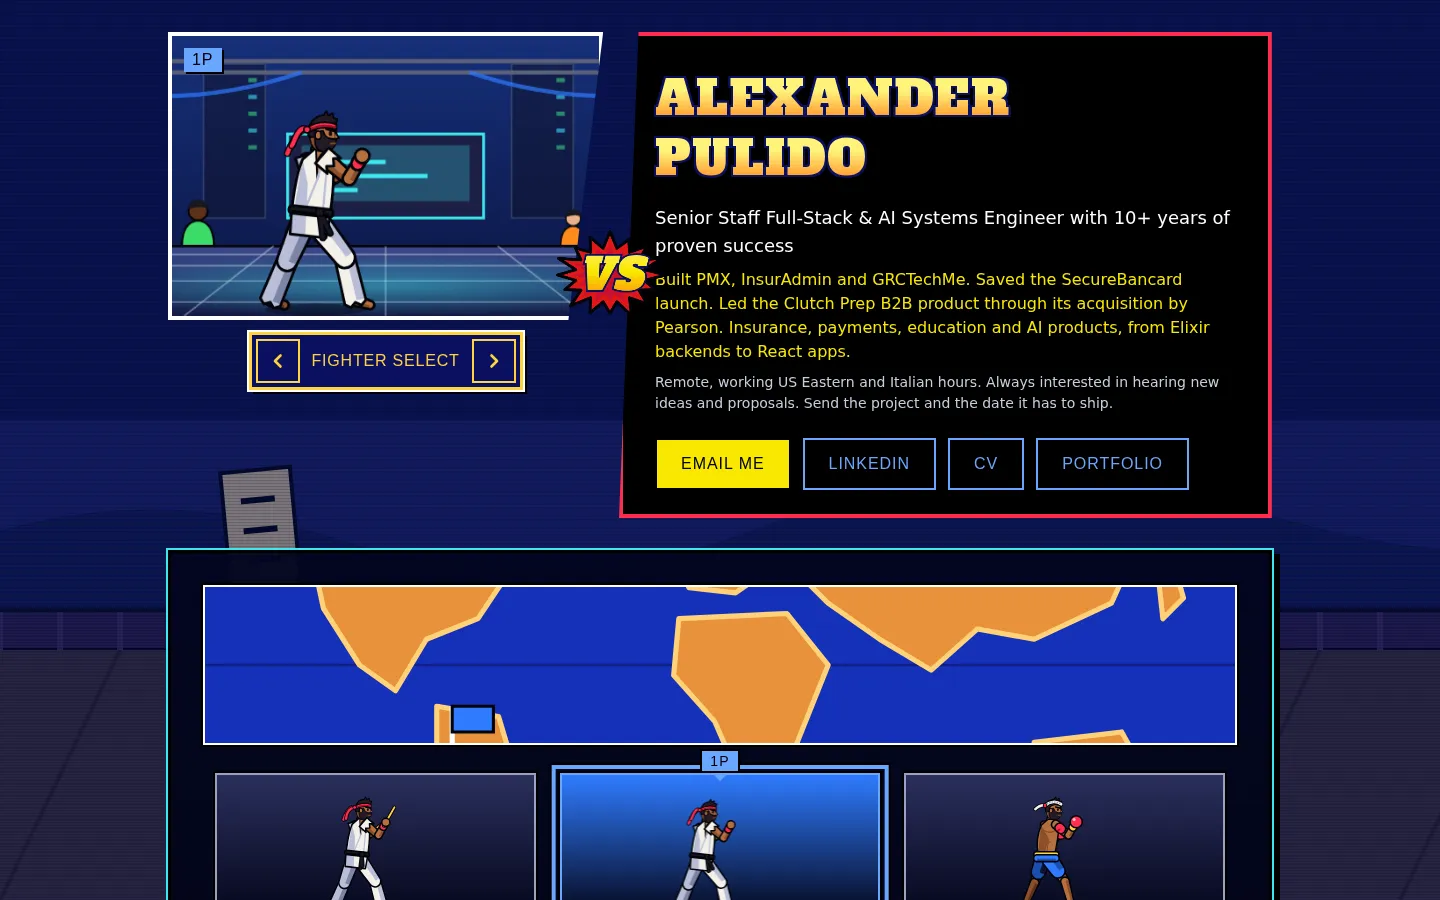 1P
ALEXANDER
PULIDO
Senior Staff Full-Stack & AI Systems Engineer with 10+ years of
proven success
VS
Built PMX, InsurAdmin and GRCTechMe. Saved the SecureBancard
launch. Led the Clutch Prep B2B product through its acquisition by
Pearson. Insurance, payments, education and AI products, from Elixir
backends to React apps.
FIGHTER SELECT
Remote, working US Eastern and Italian hours. Always interested in hearing new
ideas and proposals. Send the project and the date it has to ship.
EMAIL ME
LINKEDIN
CV
PORTFOLIO
1P